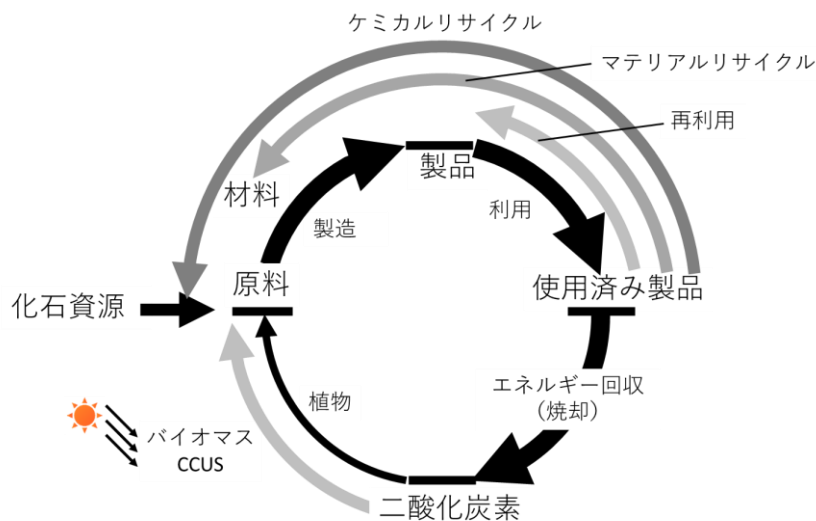 ケミカルリサイクル
マテリアルリサイクル
再利用
製品
材料
利用
製造
原料
使用済み製品
化石資源
エネルギー回収
（焼却）
植物
バイオマス
CCUS
二酸化炭素